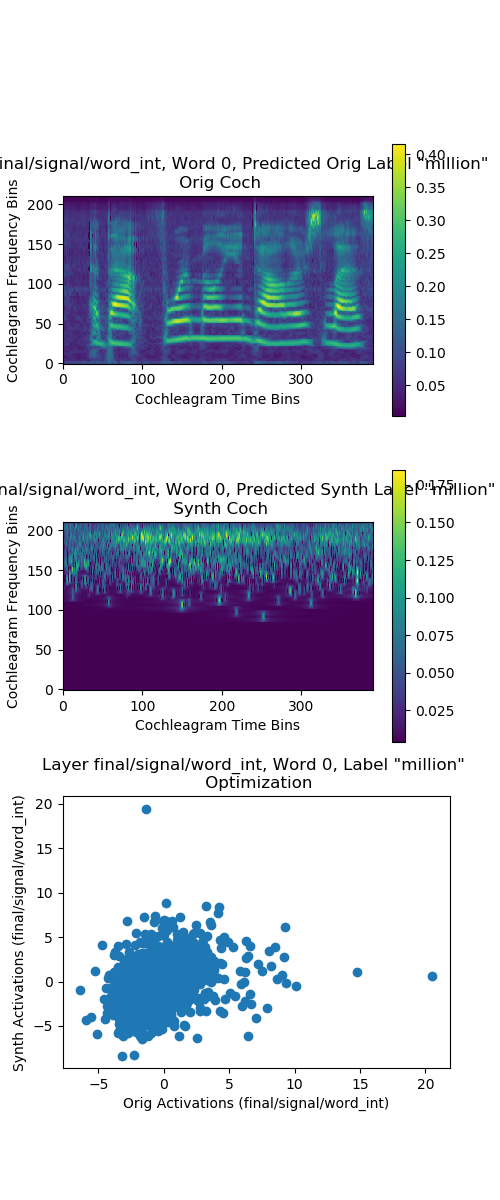 inal/signal/word_int, Word 0, Predicted Orig Label "million"
Orig Coch
Cochleagram Frequency Bins
200
150
100
50
0
0 100 200 300
Cochleagram Time Bins
0.40
0.35
0.30
0.25
0.20
0.15
0.10
0.05
nal/signal/word_int, Word 0, Predicted Synth Label "million"
Synth Coch
Cochleagram Frequency Bins
200
150
100
50
0
0 100 200 300
Cochleagram Time Bins
0.175
0.150
0.125
0.100
0.075
0.050
0.025
Layer final/signal/word_int, Word 0, Label "million"
Optimization
Synth Activations (final/signal/word_int)
20
15
10
5
0
−5
−5 0 5 10 15 20
Orig Activations (final/signal/word_int)